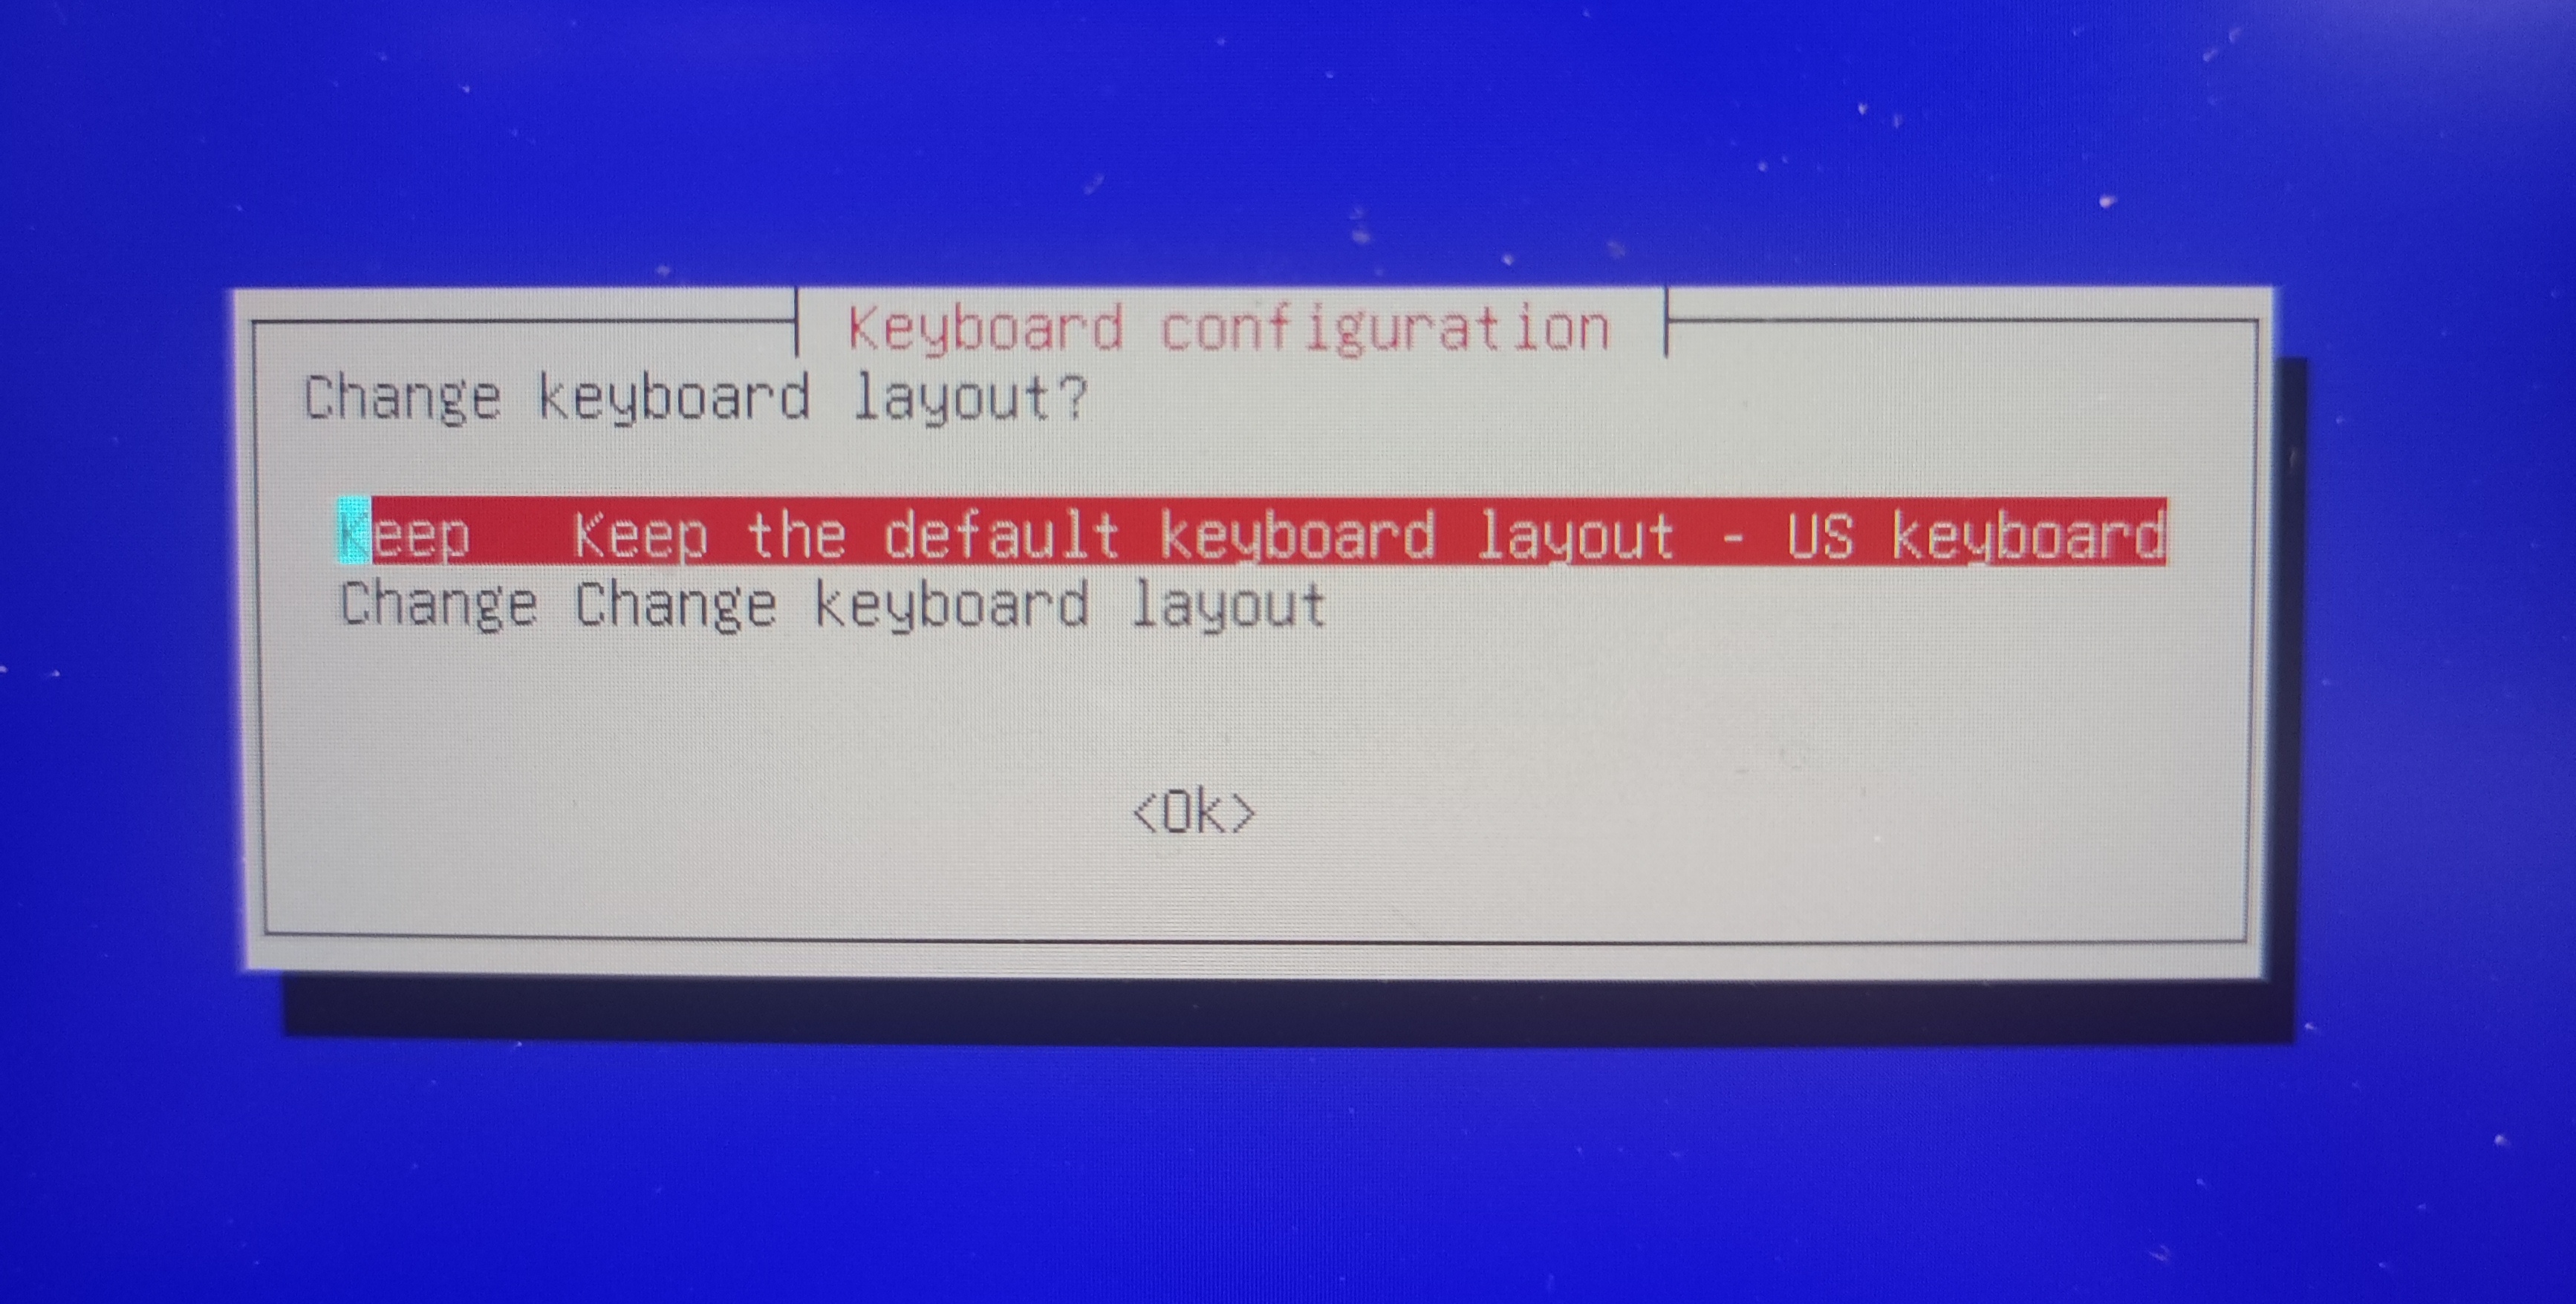 Keyboard configuration
Change keyboard layout?
Keep Keep the default keyboard layout - US keyboard
Change Change keyboard layout
<Ok>